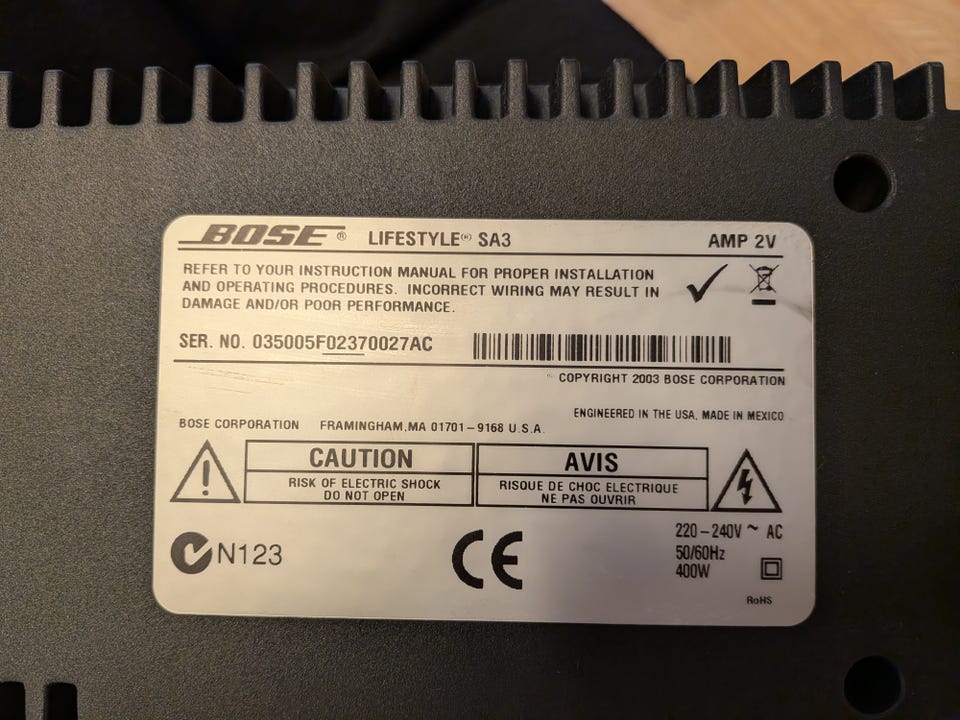 BOSE® LIFESTYLE® SA3 AMP 2V
REFER TO YOUR INSTRUCTION MANUAL FOR PROPER INSTALLATION
AND OPERATING PROCEDURES. INCORRECT WIRING MAY RESULT IN
DAMAGE AND/OR POOR PERFORMANCE.
SER. NO. 035005F02370027AC
COPYRIGHT 2003 BOSE CORPORATION
ENGINEERED IN THE USA, MADE IN MEXICO
BOSE CORPORATION FRAMINGHAM, MA 01701-9168 U.S.A.
CAUTION
RISK OF ELECTRIC SHOCK
DO NOT OPEN
AVIS
RISQUE DE CHOC ELECTRIQUE
NE PAS OUVRIR
N123
CE
220-240V ~ AC
50/60Hz
400W
RoHS